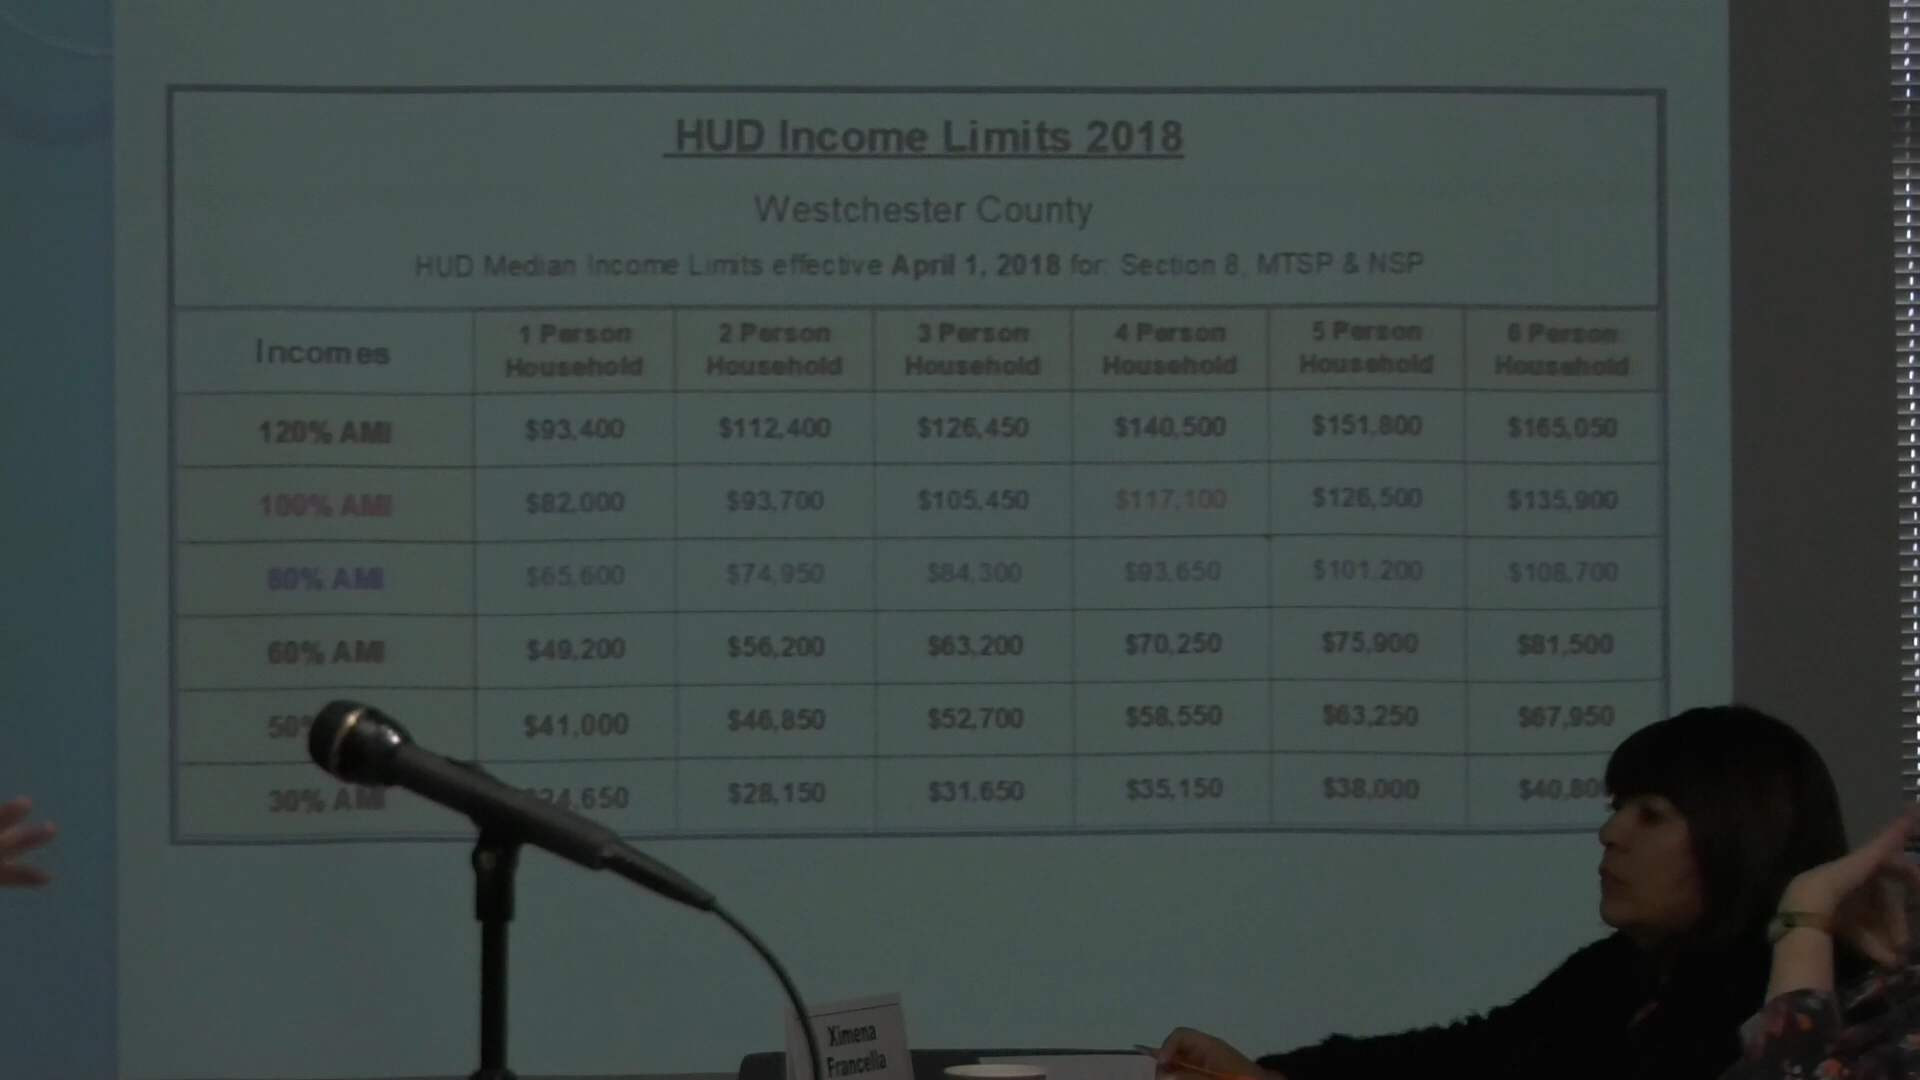 HUD Income Limits 2018
Westchester County
HUD Median Income Limits effective April 1, 2018 for: Section 8, MTSP & NSP
Incomes 1 Person Household 2 Person Household 3 Person Household 4 Person Household 5 Person Household 6 Person Household
120% AMI $93,400 $112,400 $126,450 $140,500 $151,800 $165,050
100% AMI $82,000 $93,700 $105,450 $117,100 $126,500 $135,900
80% AMI $65,600 $74,950 $84,300 $93,650 $101,200 $108,700
60% AMI $49,200 $56,200 $63,200 $70,250 $75,900 $81,500
$41,000 $46,850 $52,700 $58,550 $63,250 $67,950
30% AMI $28,150 $31,650 $35,150 $38,000
Ximena
Francella